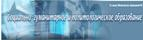 Социально-гуманитарное и политологическое образование